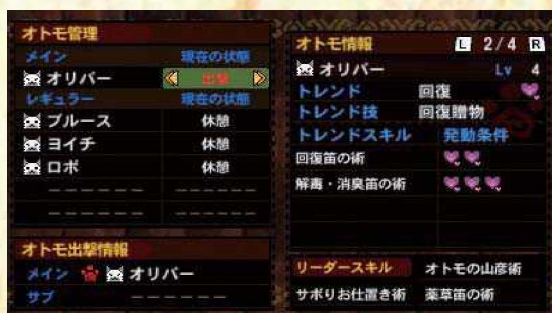 オトモ管理
メイン 現在の状態
オリバー 出撃
レギュラー 現在の状態
ブルース 休憩
ヨイチ 休憩
ロボ 休憩
------ ------
------ ------
オトモ出撃情報
メイン オリバー
サブ ------
オトモ情報 L 2/4 R
オリバー Lv 4
トレンド 回復
トレンド技 回復贈物
トレンドスキル 発動条件
回復笛の術
解毒・消臭笛の術
リーダースキル オトモの山彦術
サボりお仕置き術 薬草笛の術